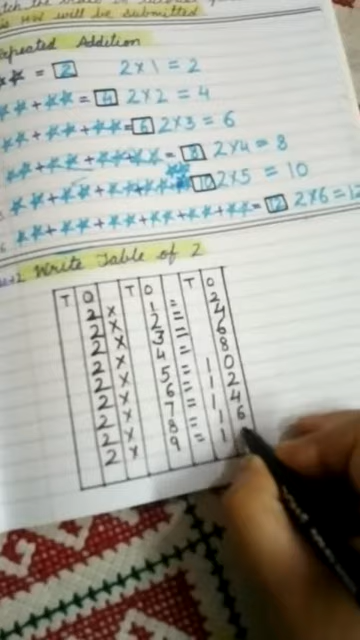 HW will be submitted
Repeated Addition
★★ = 2 2x1 = 2
★★ + ★★ = 4 2x2 = 4
★★ + ★★ + ★★ = 6 2x3 = 6
★★ + ★★ + ★★+★★ = 8 2x4 = 8
★★ + ★★ + ★★+★★+★★ 10 2x5 = 10
★★ + ★★ + ★★ + ★★ + ★★ + ★★ = 12 2x6 = 12
2 Write Table of 2
T O T O T O
2 x 1 = 2
2 x 2 = 4
2 x 3 = 6
2 x 4 = 8
2 x 5 = 1 0
2 x 6 = 1 2
2 x 7 = 1 4
2 x 8 = 1 6
2 x 9 = 1
2 x